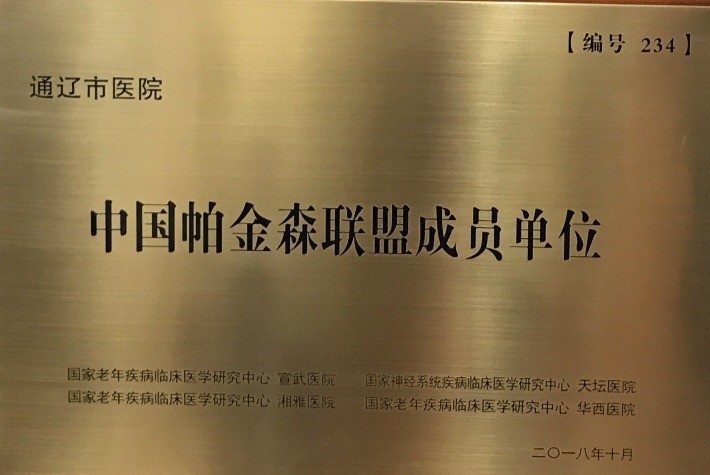 【编号 234】
通辽市医院
中国帕金森联盟成员单位
国家老年疾病临床医学研究中心 宣武医院 国家神经系统疾病临床医学研究中心 天坛医院
国家老年疾病临床医学研究中心 湘雅医院 国家老年疾病临床医学研究中心 华西医院
二〇一八年十月